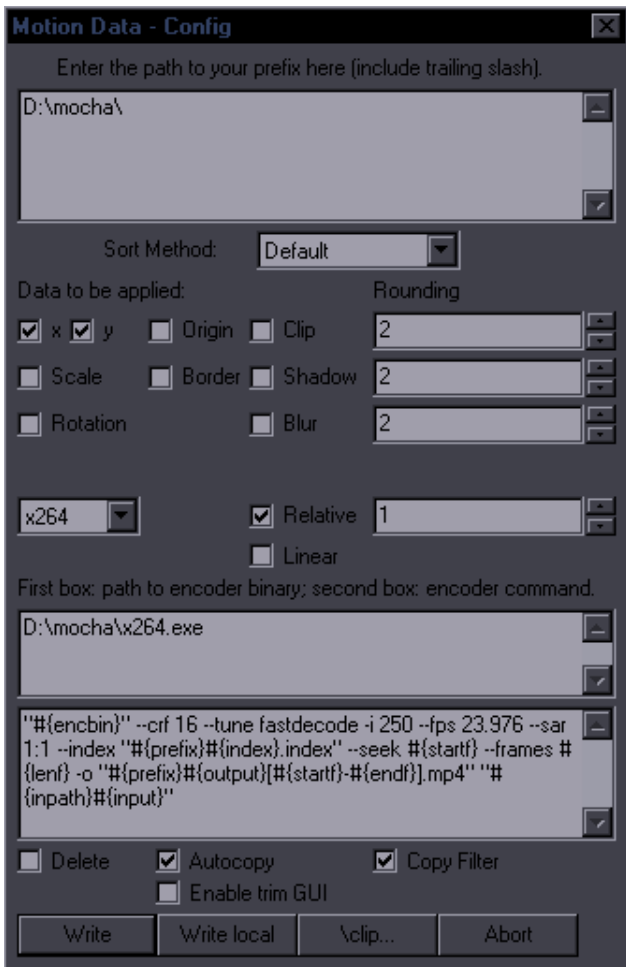 Motion Data - Config
Enter the path to your prefix here (include trailing slash).
D:\mocha\
Sort Method: Default
Data to be applied: Rounding
x y Origin Clip 2
Scale Border Shadow 2
Rotation Blur 2
x264 Relative 1
Linear
First box: path to encoder binary; second box: encoder command.
D:\mocha\x264.exe
"#{encbin}" --crf 16 --tune fastdecode -i 250 --fps 23.976 --sar
1:1 --index "#{prefix}#{index}.index" --seek #{startf} --frames #
{lenf} -o "#{prefix}#{output}[#{startf}-#{endf}].mp4" "#
{inpath}#{input}"
Delete Autocopy Copy Filter
Enable trim GUI
Write Write local \clip... Abort